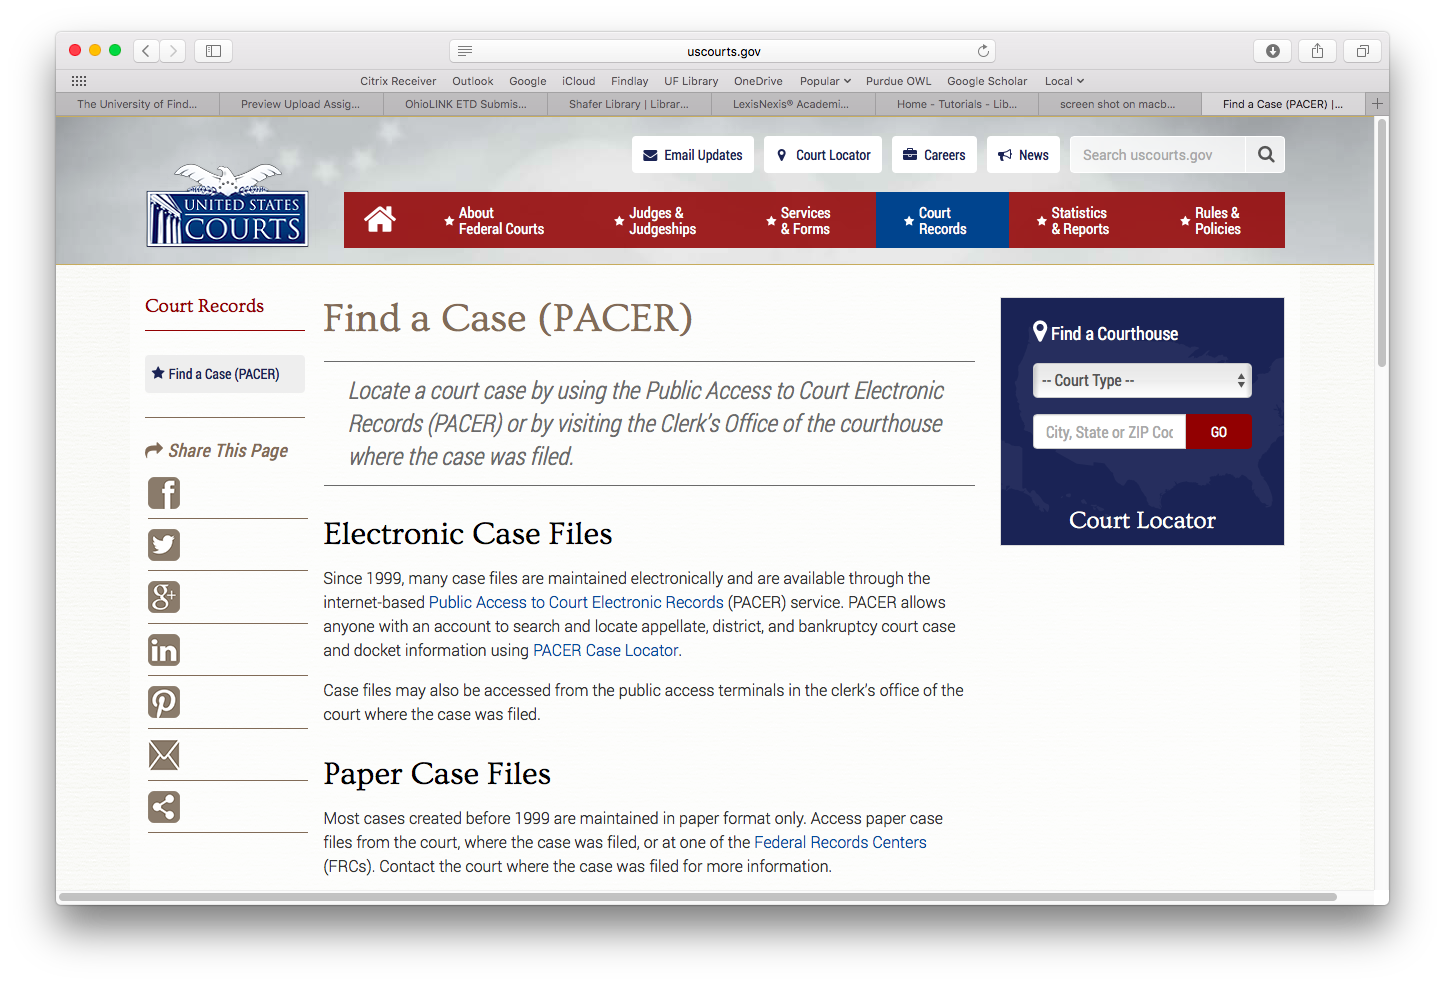 uscourts.gov
Citrix Receiver Outlook Google iCloud Findlay UF Library OneDrive Popular Purdue OWL Google Scholar Local
The University of Find... Preview Upload Assig... OhioLINK ETD Submis... Shafer Library | Librar... LexisNexis® Academi... Home - Tutorials - Lib... screen shot on macb... Find a Case (PACER) |...
Email Updates Court Locator Careers News Search uscourts.gov
UNITED STATES
COURTS
About
Federal Courts
Judges &
Judgeships
Services
& Forms
Court
Records
Statistics
& Reports
Rules &
Policies
Court Records
Find a Case (PACER)
Share This Page
Find a Case (PACER)
Locate a court case by using the Public Access to Court Electronic
Records (PACER) or by visiting the Clerk's Office of the courthouse
where the case was filed.
Electronic Case Files
Since 1999, many case files are maintained electronically and are available through the
internet-based Public Access to Court Electronic Records (PACER) service. PACER allows
anyone with an account to search and locate appellate, district, and bankruptcy court case
and docket information using PACER Case Locator.
Case files may also be accessed from the public access terminals in the clerk's office of the
court where the case was filed.
Paper Case Files
Most cases created before 1999 are maintained in paper format only. Access paper case
files from the court, where the case was filed, or at one of the Federal Records Centers
(FRCs). Contact the court where the case was filed for more information.
Find a Courthouse
-- Court Type --
City, State or ZIP Coc GO
Court Locator